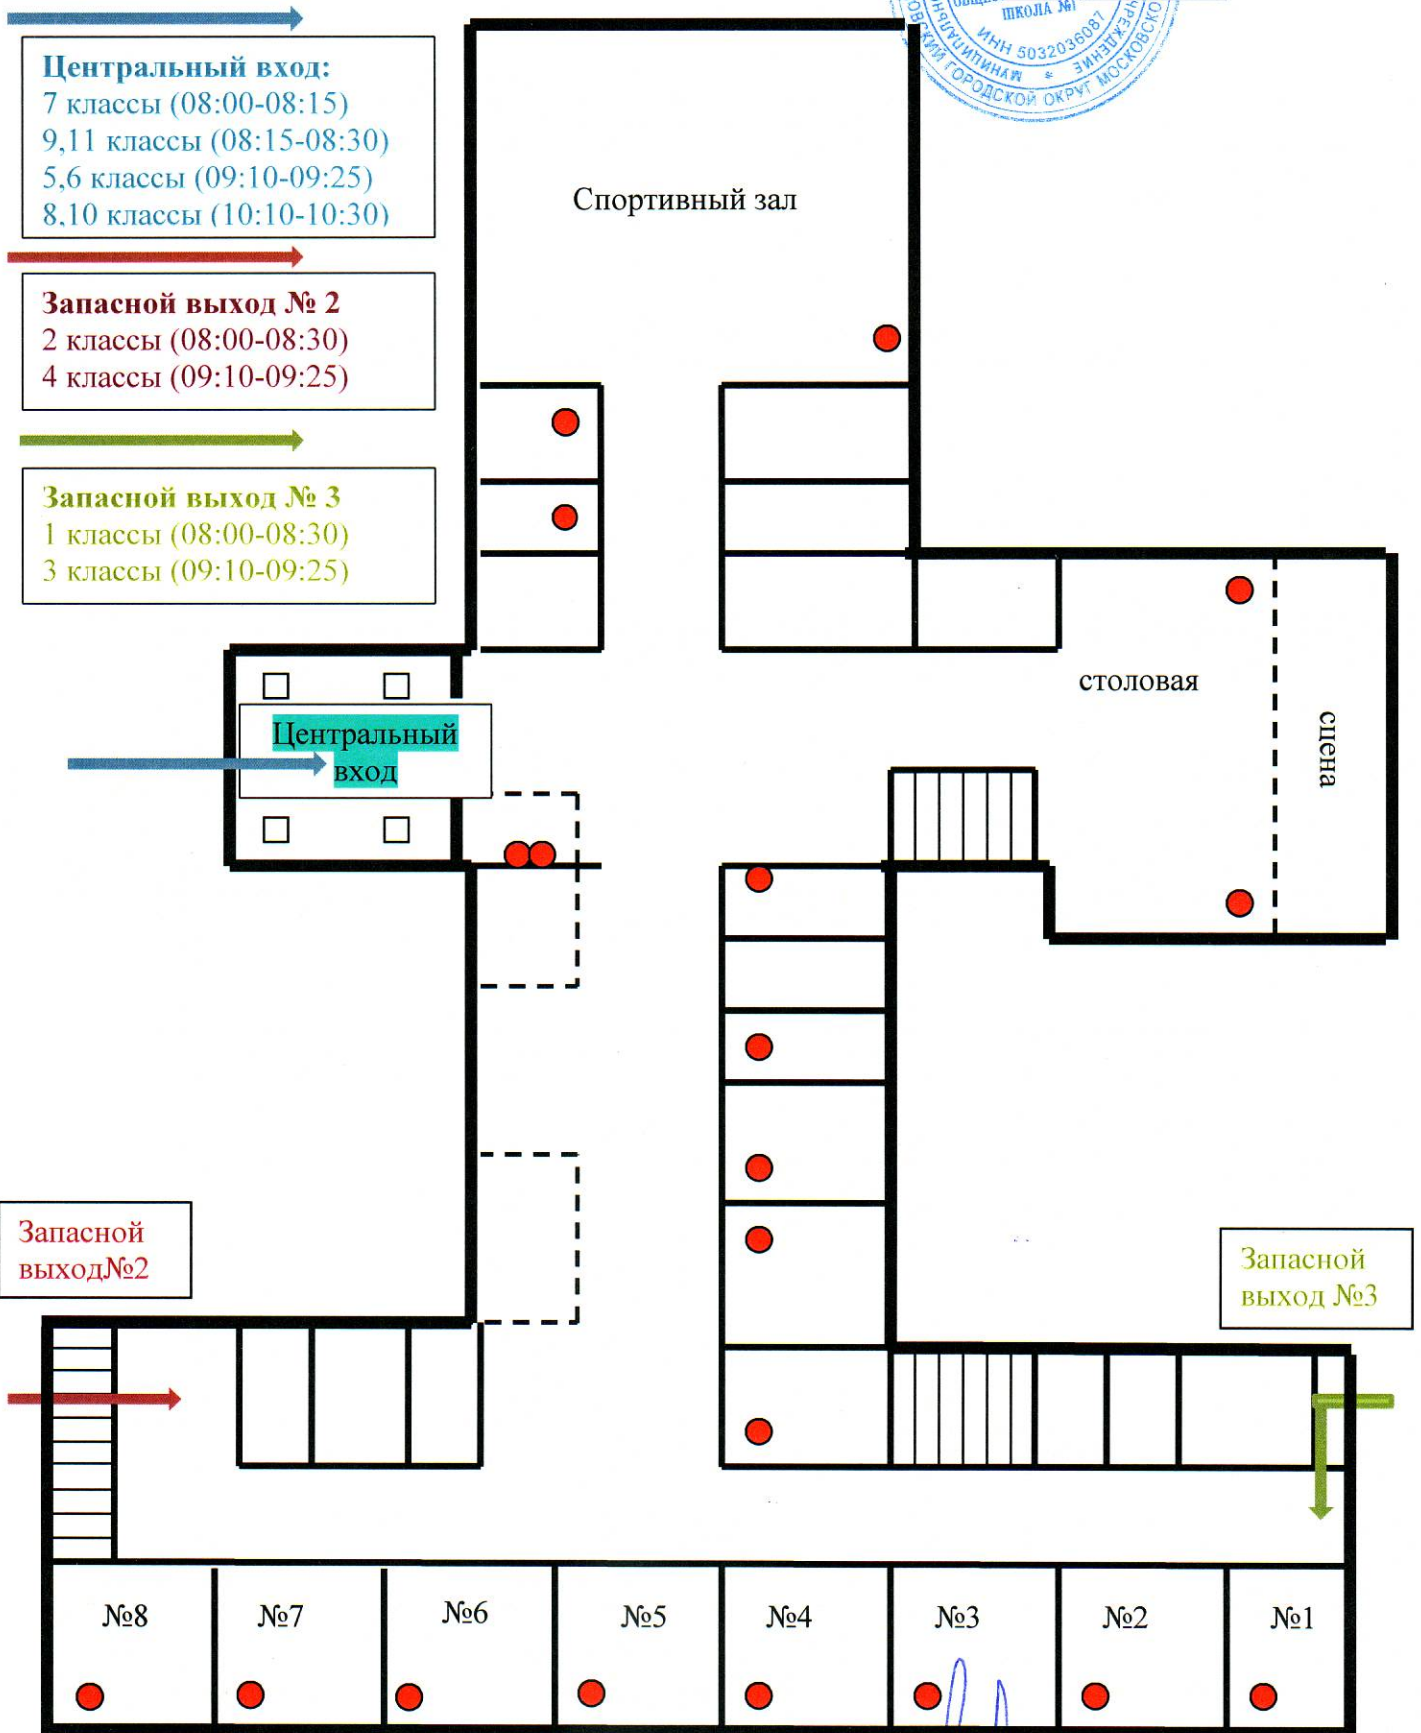 Центральный вход:
7 классы (08:00-08:15)
9,11 классы (08:15-08:30)
5,6 классы (09:10-09:25)
8,10 классы (10:10-10:30)
Запасной выход № 2
2 классы (08:00-08:30)
4 классы (09:10-09:25)
Запасной выход № 3
1 классы (08:00-08:30)
3 классы (09:10-09:25)
ШКОЛА №1
ИНН 5032036087
ГОРОДСКОЙ ОКРУГ
Спортивный зал
столовая
сцена
Центральный
вход
Запасной
выход№2
Запасной
выход №3
№8
№7
№6
№5
№4
№3
№2
№1